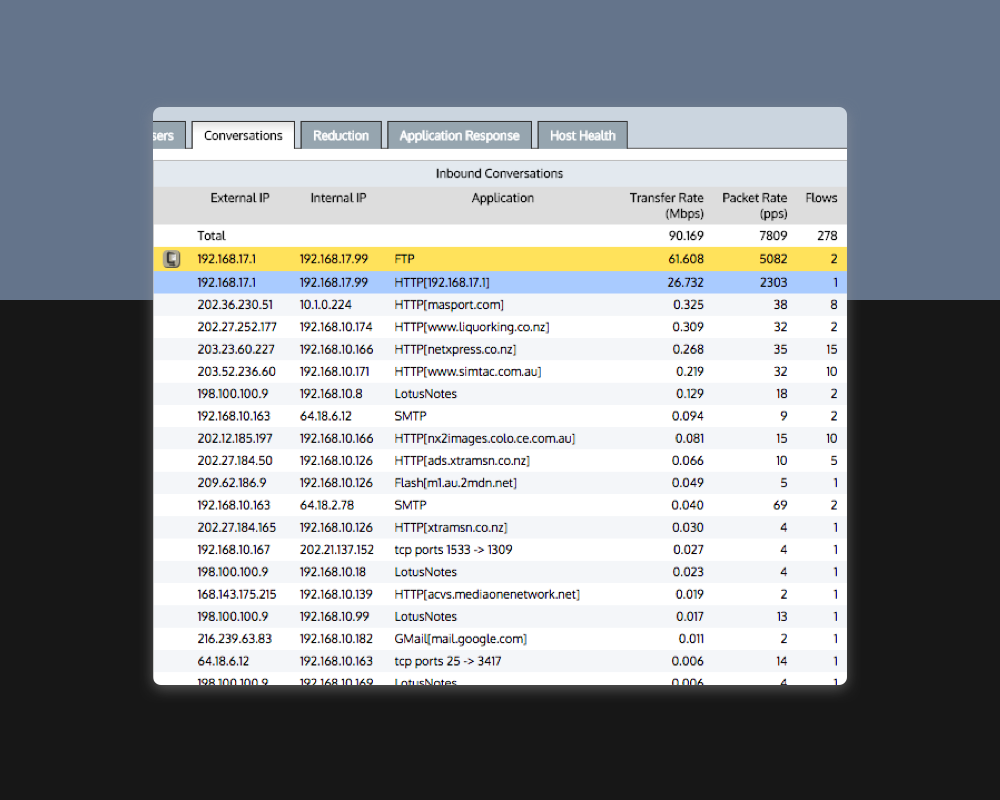 sers Conversations Reduction Application Response Host Health
Inbound Conversations
External IP Internal IP Application Transfer Rate (Mbps) Packet Rate (pps) Flows
Total 90.169 7809 278
192.168.17.1 192.168.17.99 FTP 61.608 5082 2
192.168.17.1 192.168.17.99 HTTP[192.168.17.1] 26.732 2303 1
202.36.230.51 10.1.0.224 HTTP[masport.com] 0.325 38 8
202.27.252.177 192.168.10.174 HTTP[www.liquorking.co.nz] 0.309 32 2
203.23.60.227 192.168.10.166 HTTP[netxpress.co.nz] 0.268 35 15
203.52.236.60 192.168.10.171 HTTP[www.simtac.com.au] 0.219 32 10
198.100.100.9 192.168.10.8 LotusNotes 0.129 18 2
192.168.10.163 64.18.6.12 SMTP 0.094 9 2
202.12.185.197 192.168.10.166 HTTP[nx2images.colo.ce.com.au] 0.081 15 10
202.27.184.50 192.168.10.126 HTTP[ads.xtramsn.co.nz] 0.066 10 5
209.62.186.9 192.168.10.126 Flash[m1.au.2mdn.net] 0.049 5 1
192.168.10.163 64.18.2.78 SMTP 0.040 69 2
202.27.184.165 192.168.10.126 HTTP[xtramsn.co.nz] 0.030 4 1
192.168.10.167 202.21.137.152 tcp ports 1533 -> 1309 0.027 4 1
198.100.100.9 192.168.10.18 LotusNotes 0.023 4 1
168.143.175.215 192.168.10.139 HTTP[acvs.mediaonenetwork.net] 0.019 2 1
198.100.100.9 192.168.10.99 LotusNotes 0.017 13 1
216.239.63.83 192.168.10.182 GMail[mail.google.com] 0.011 2 1
64.18.6.12 192.168.10.163 tcp ports 25 -> 3417 0.006 14 1
198.100.100.9 192.168.10.169 LotusNotes 0.006 4 1